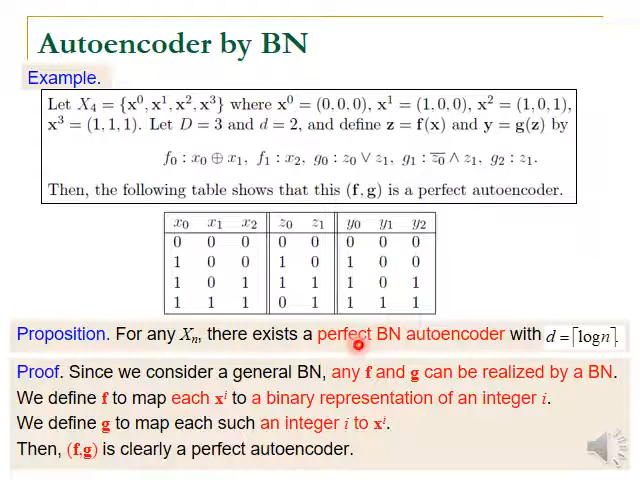 Autoencoder by BN
Example.
Let X₄ = {x⁰, x¹, x², x³} where x⁰ = (0, 0, 0), x¹ = (1, 0, 0), x² = (1, 0, 1),
x³ = (1, 1, 1). Let D = 3 and d = 2, and define z = f(x) and y = g(z) by
f₀ : x₀ ⊕ x₁, f₁ : x₂, g₀ : z₀ ∨ z₁, g₁ : z̅₀ ∧ z₁, g₂ : z₁.
Then, the following table shows that this (f, g) is a perfect autoencoder.
x₀ x₁ x₂ z₀ z₁ y₀ y₁ y₂
0 0 0 0 0 0 0 0
1 0 0 1 0 1 0 0
1 0 1 1 1 1 0 1
1 1 1 0 1 1 1 1
Proposition. For any Xₙ, there exists a perfect BN autoencoder with d = ⌈log n⌉.
Proof. Since we consider a general BN, any f and g can be realized by a BN.
We define f to map each xⁱ to a binary representation of an integer i.
We define g to map each such an integer i to xⁱ.
Then, (f,g) is clearly a perfect autoencoder.